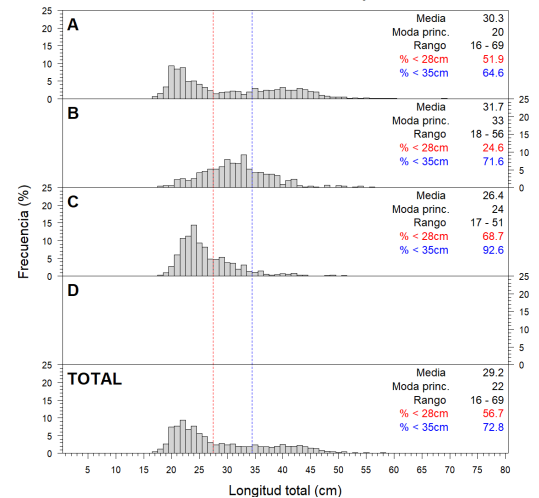 25
20
15
10
5
0
A
Media 30.3
Moda princ. 20
Rango 16 - 69
% < 28cm 51.9
% < 35cm 64.6
B
Media 31.7
Moda princ. 33
Rango 18 - 56
% < 28cm 24.6
% < 35cm 71.6
25
20
15
10
5
0
Frecuencia (%)
25
20
15
10
5
0
C
Media 26.4
Moda princ. 24
Rango 17 - 51
% < 28cm 68.7
% < 35cm 92.6
D
25
20
15
10
5
0
25
20
15
10
5
0
TOTAL
Media 29.2
Moda princ. 22
Rango 16 - 69
% < 28cm 56.7
% < 35cm 72.8
5 10 15 20 25 30 35 40 45 50 55 60 65 70 75 80
Longitud total (cm)